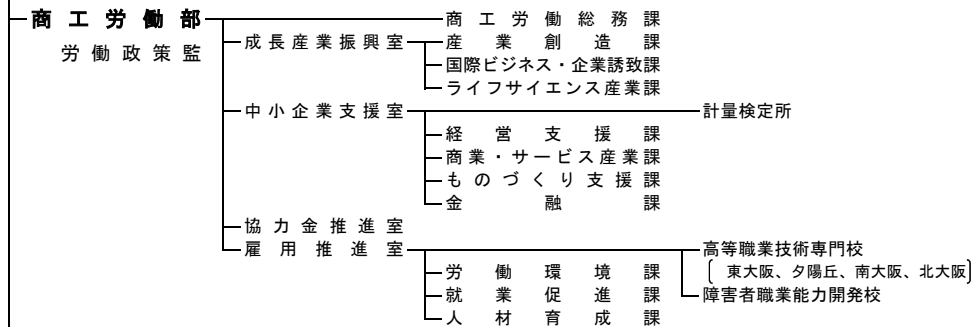 商工労働部 商工労働総務課
労働政策監 成長産業振興室 産業創造課
国際ビジネス・企業誘致課
ライフサイエンス産業課
中小企業支援室 計量検定所
経営支援課
商業・サービス産業課
ものづくり支援課
金融課
協力金推進室
雇用推進室 高等職業技術専門校
労働環境課 〔東大阪、夕陽丘、南大阪、北大阪〕
就業促進課 障害者職業能力開発校
人材育成課